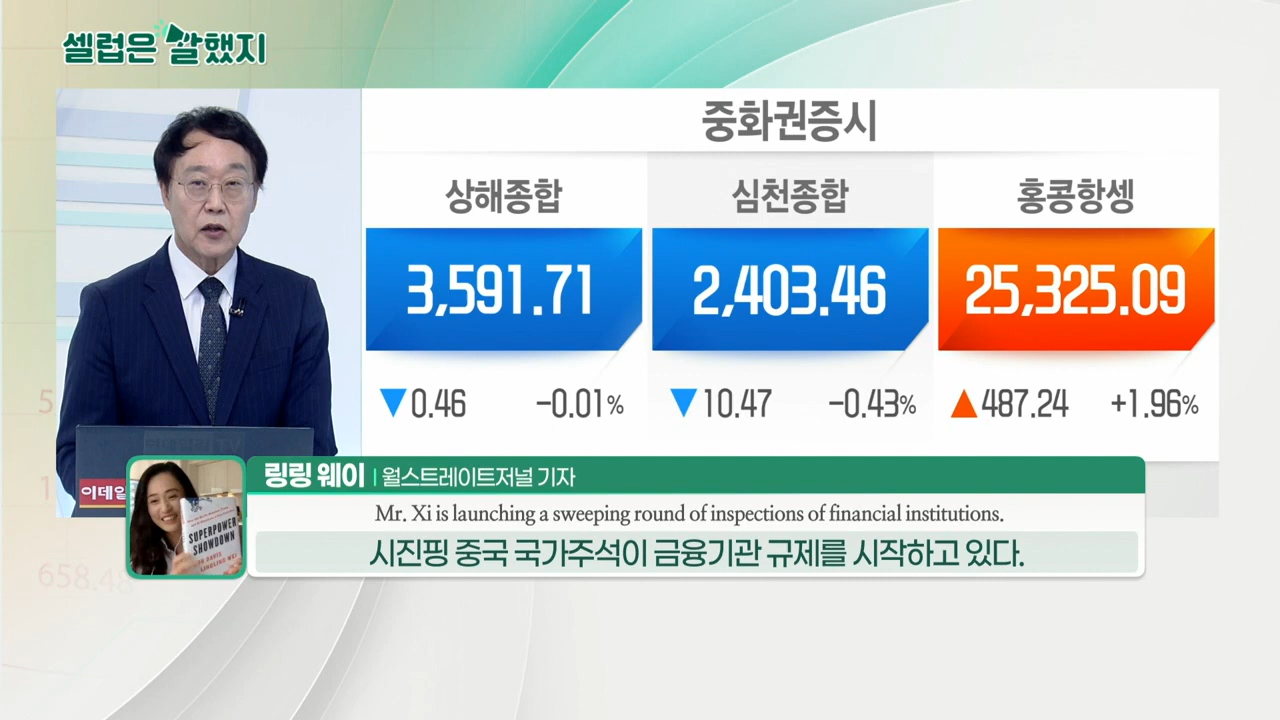 셀럽은 말했지
중화권증시
상해종합
심천종합
홍콩항셍
3,591.71
2,403.46
25,325.09
▼0.46 -0.01%
▼10.47 -0.43%
▲487.24 +1.96%
이데일
링링 웨이 | 월스트레이트저널 기자
SUPERPOWER
SHOWDOWN
Mr. Xi is launching a sweeping round of inspections of financial institutions.
시진핑 중국 국가주석이 금융기관 규제를 시작하고 있다.
658.48